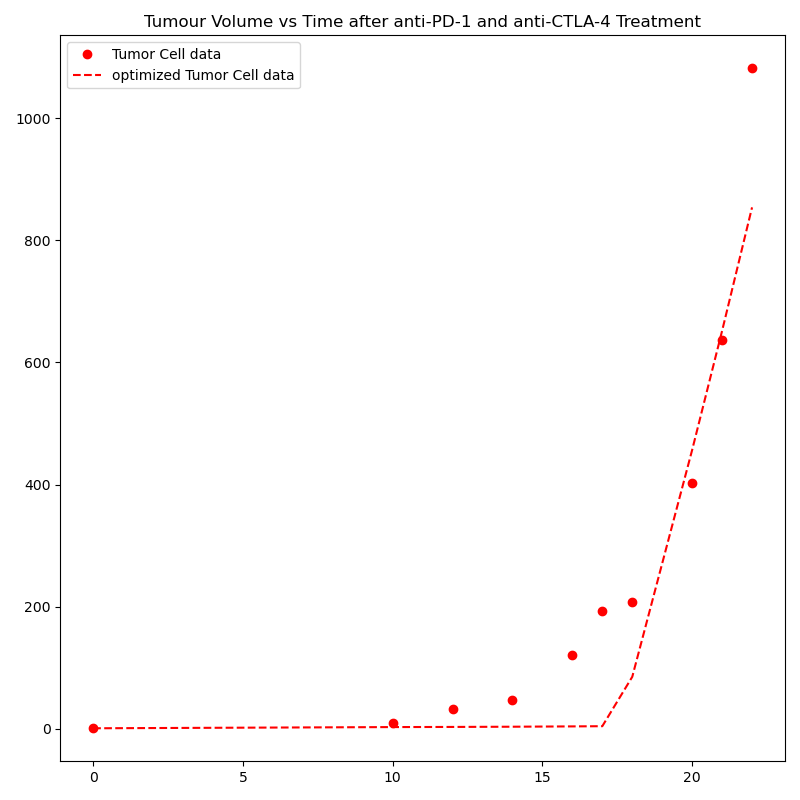 Tumour Volume vs Time after anti-PD-1 and anti-CTLA-4 Treatment
Tumor Cell data
optimized Tumor Cell data
1000
800
600
400
200
0
0 5 10 15 20